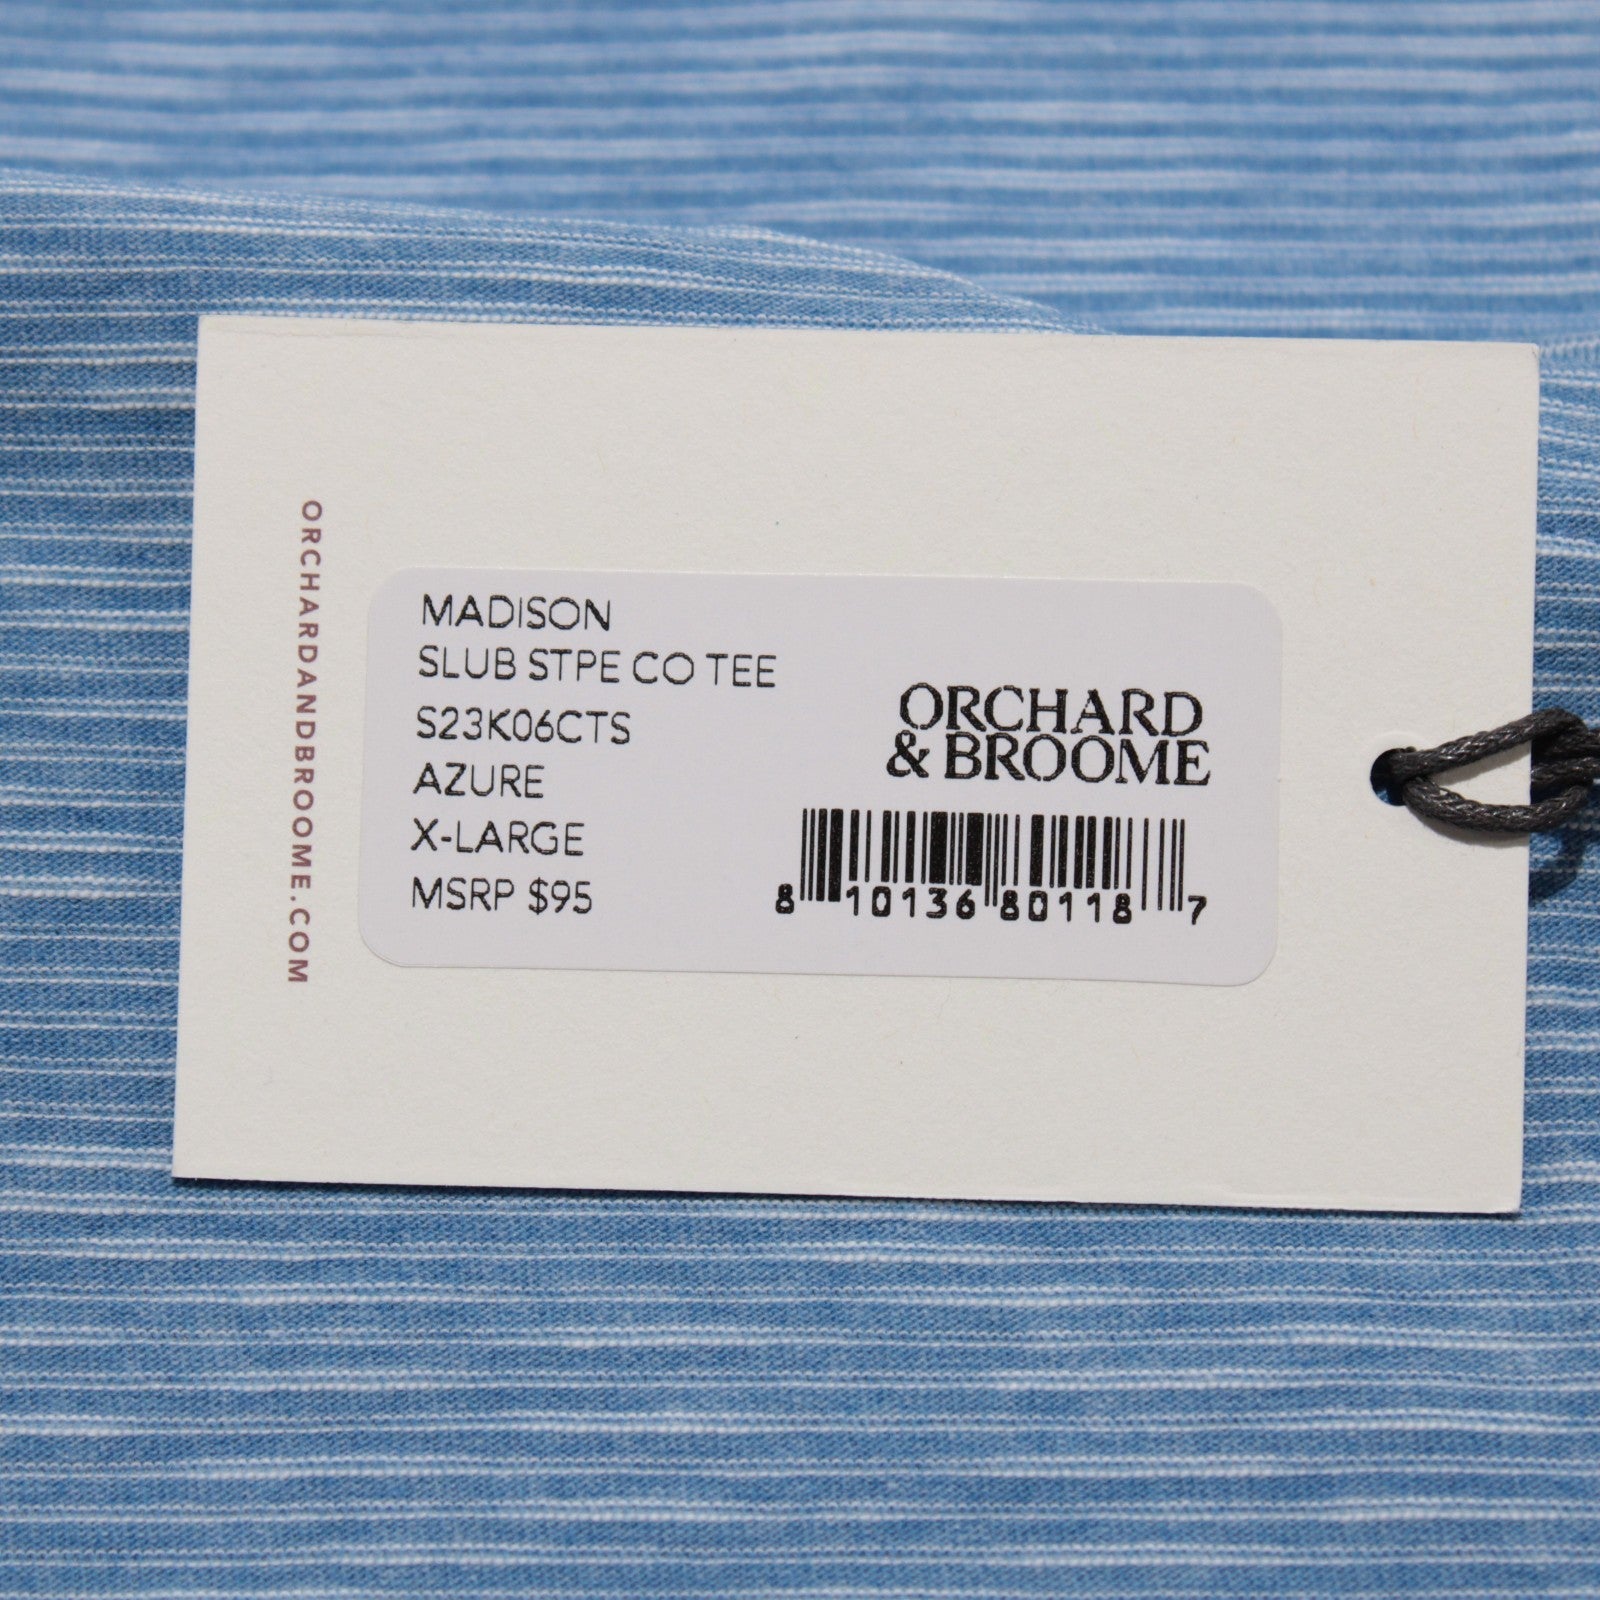 ORCHARDANDBROOME.COM
MADISON
SLUB STPE CO TEE
S23K06CTS
AZURE
X-LARGE
MSRP $95
ORCHARD
& BROOME
8 10136 80118 7